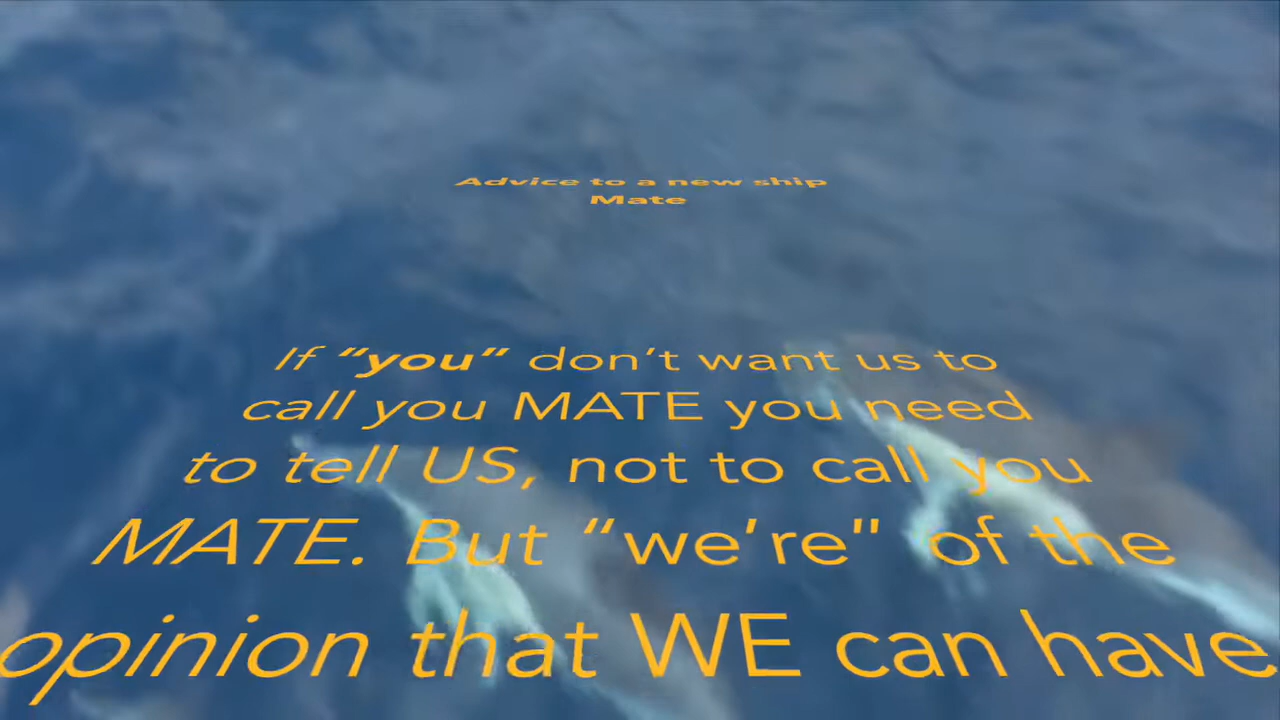 Advice to a new ship
Mate
If “you” don’t want us to
call you MATE you need
to tell US, not to call you
MATE. But “we’re" of the
opinion that WE can have